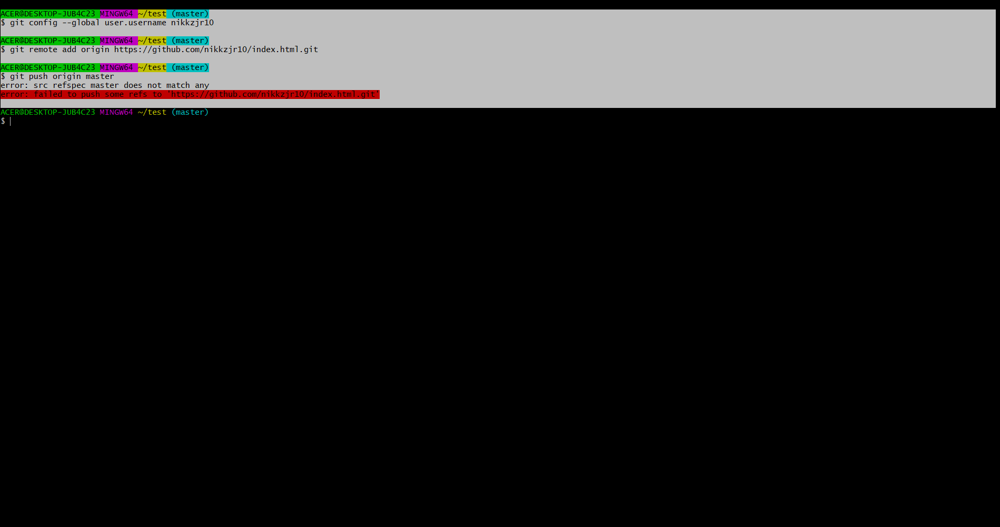 ACER@DESKTOP-JUB4C23 MINGW64 ~/test (master)
$ git config --global user.username nikkzjr10
ACER@DESKTOP-JUB4C23 MINGW64 ~/test (master)
$ git remote add origin https://github.com/nikkzjr10/index.html.git
ACER@DESKTOP-JUB4C23 MINGW64 ~/test (master)
$ git push origin master
error: src refspec master does not match any
error: failed to push some refs to 'https://github.com/nikkzjr10/index.html.git'
ACER@DESKTOP-JUB4C23 MINGW64 ~/test (master)
$